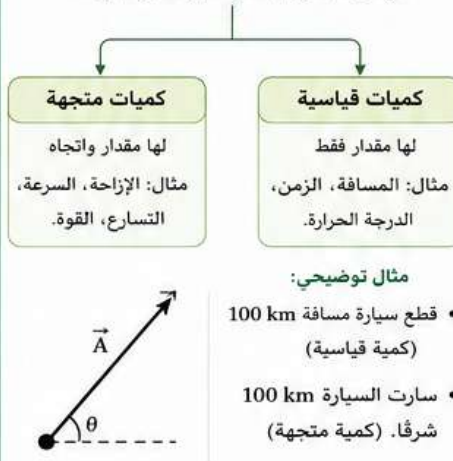 كميات قياسية
لها مقدار فقط
مثال: المسافة، الزمن،
الدرجة الحرارة.
كميات متجهة
لها مقدار واتجاه
مثال: الإزاحة، السرعة،
التسارع، القوة.
مثال توضيحي:
• قطع سيارة مسافة 100 km
(كمية قياسية)
• سارت السيارة 100 km
شرقًا. (كمية متجهة)
A⃗
θ